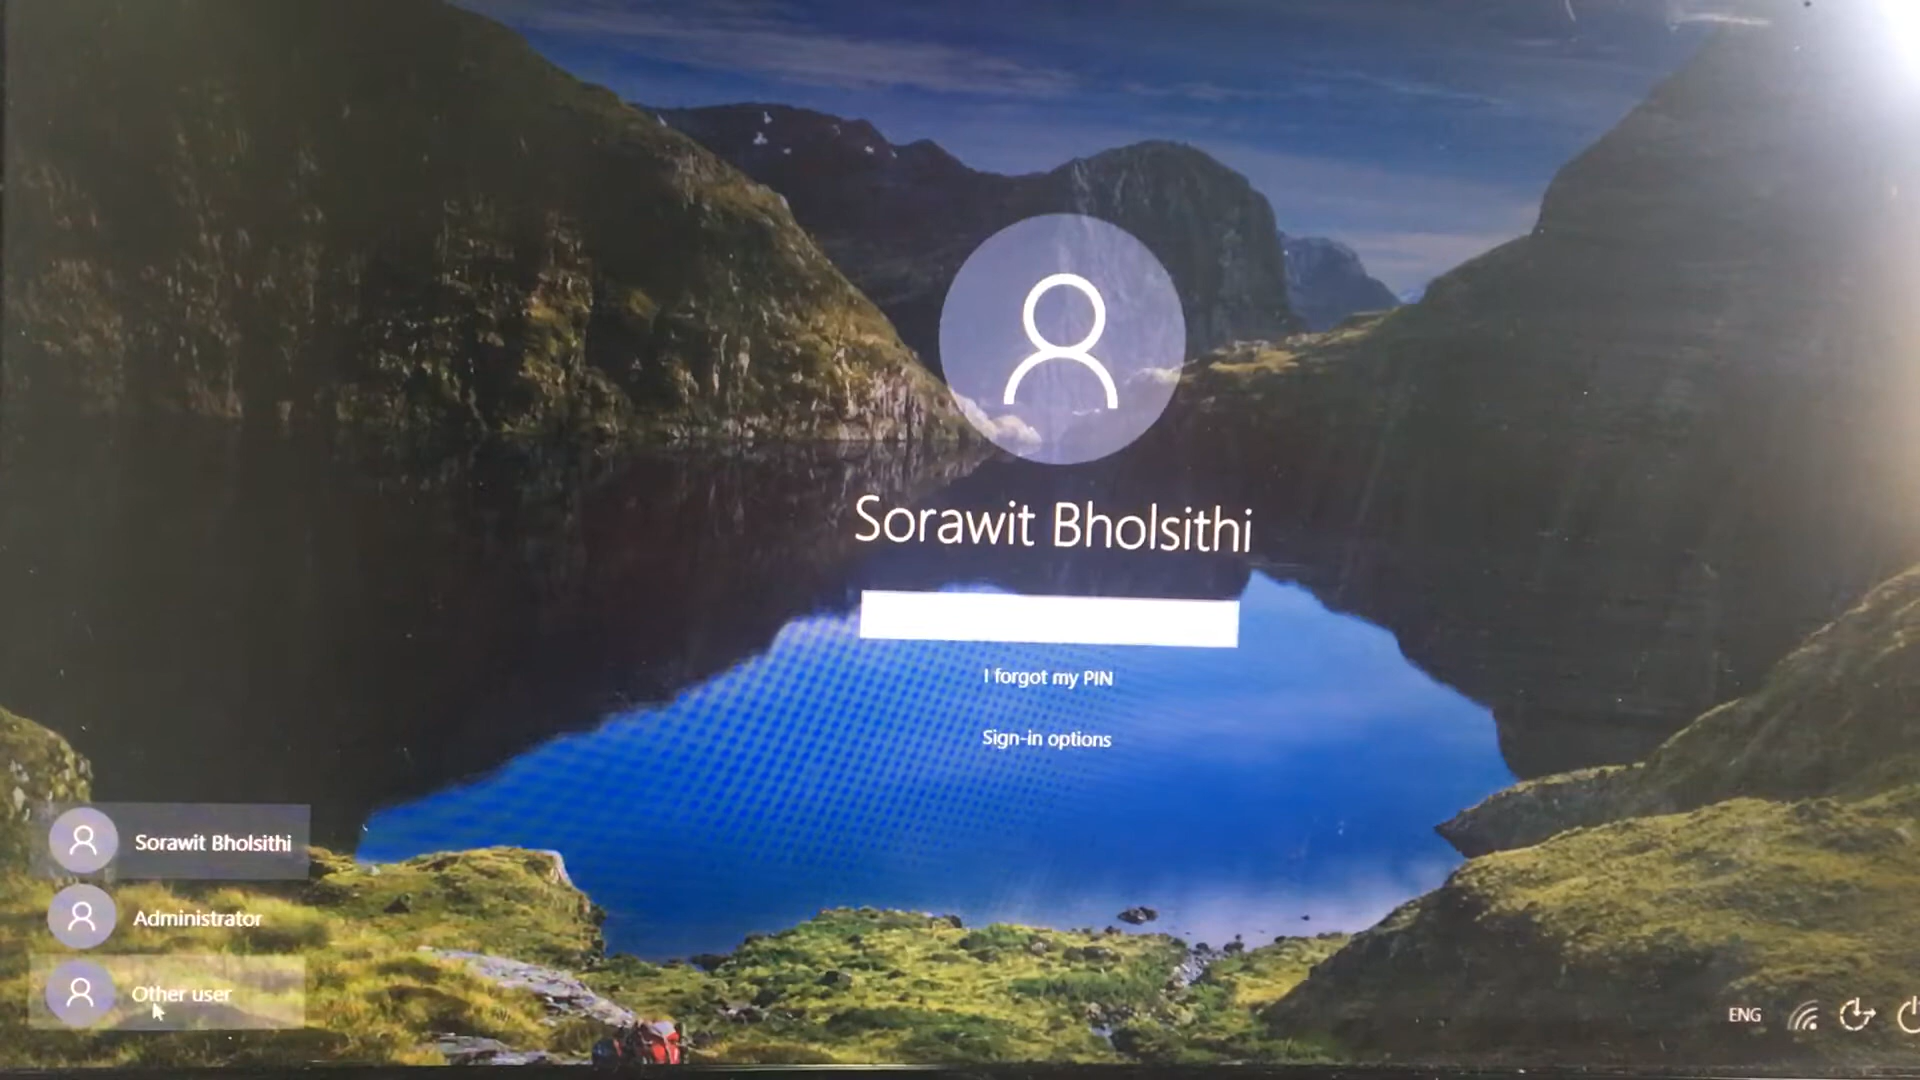 Sorawit Bholsithi
I forgot my PIN
Sign-in options
Sorawit Bholsithi
Administrator
Other user
ENG